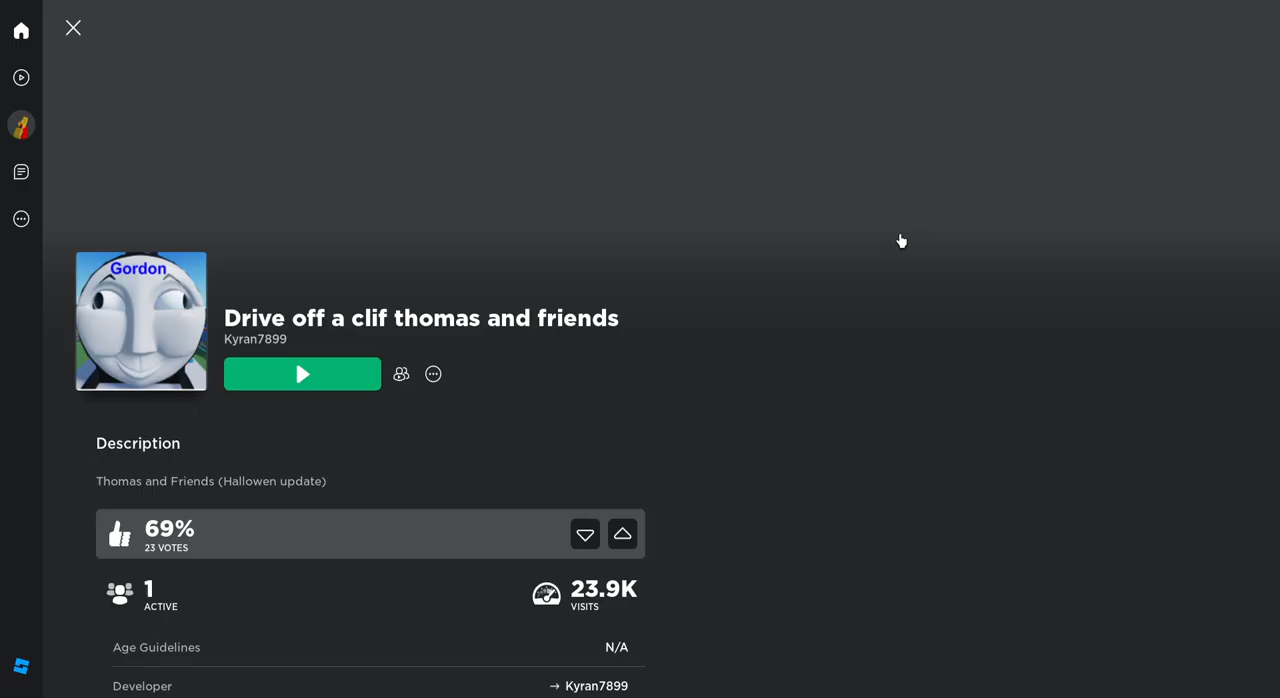 Gordon
Drive off a clif thomas and friends
Kyran7899
Description
Thomas and Friends (Hallowen update)
69%
23 VOTES
1
ACTIVE
23.9K
VISITS
Age Guidelines
N/A
Developer
→ Kyran7899